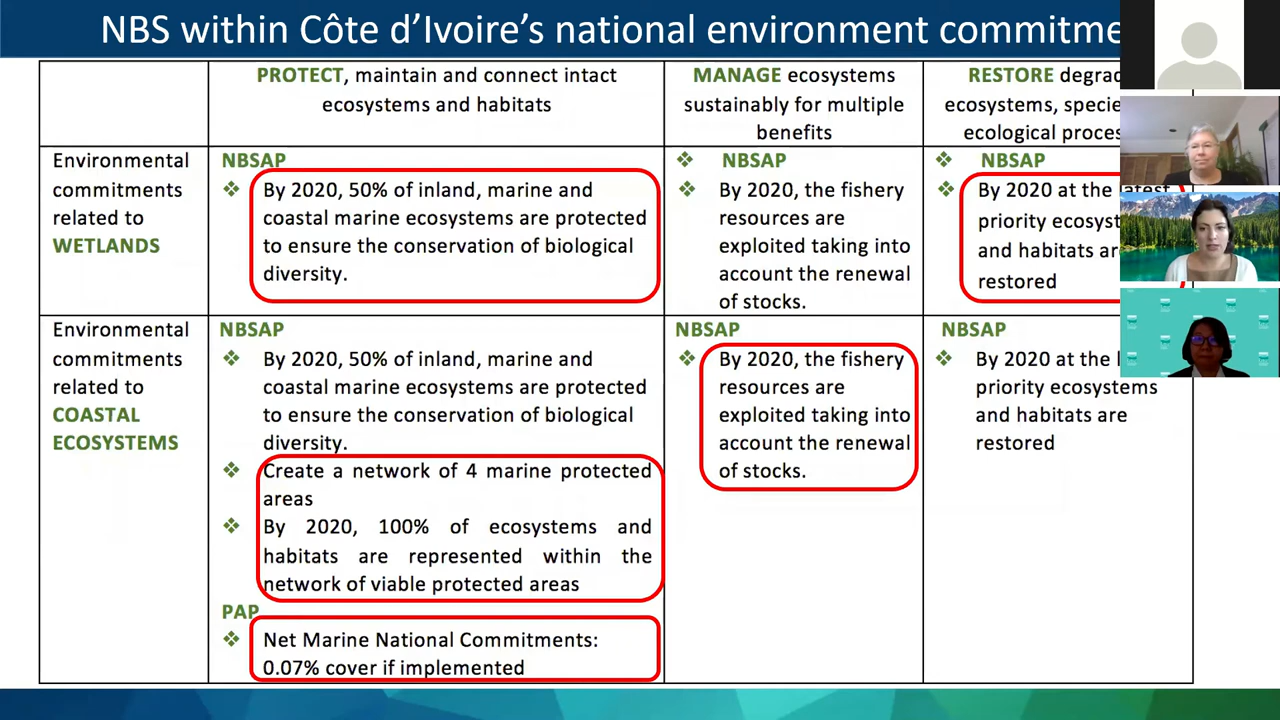 NBS within Côte d'Ivoire's national environment
PROTECT, maintain and connect intact
ecosystems and habitats
MANAGE ecosystems
sustainably for multiple
benefits
RESTORE
ecosystems,
ecological
Environmental
commitments
related to
WETLANDS
NBSAP
❖ By 2020, 50% of inland, marine and
coastal marine ecosystems are protected
to ensure the conservation of biological
diversity.
❖ NBSAP
❖ By 2020, the fishery
resources are
exploited taking into
account the renewal
of stocks.
❖ NBSAP
❖ By 2020 at the latest
priority
and habitats
restored
Environmental
commitments
related to
COASTAL
ECOSYSTEMS
NBSAP
❖ By 2020, 50% of inland, marine and
coastal marine ecosystems are protected
to ensure the conservation of biological
diversity.
❖ Create a network of 4 marine protected
areas
❖ By 2020, 100% of ecosystems and
habitats are represented within the
network of viable protected areas
PAP
❖ Net Marine National Commitments:
0.07% cover if implemented
NBSAP
❖ By 2020, the fishery
resources are
exploited taking into
account the renewal
of stocks.
NBSAP
❖ By 2020 at the
priority ecosystems
and habitats are
restored